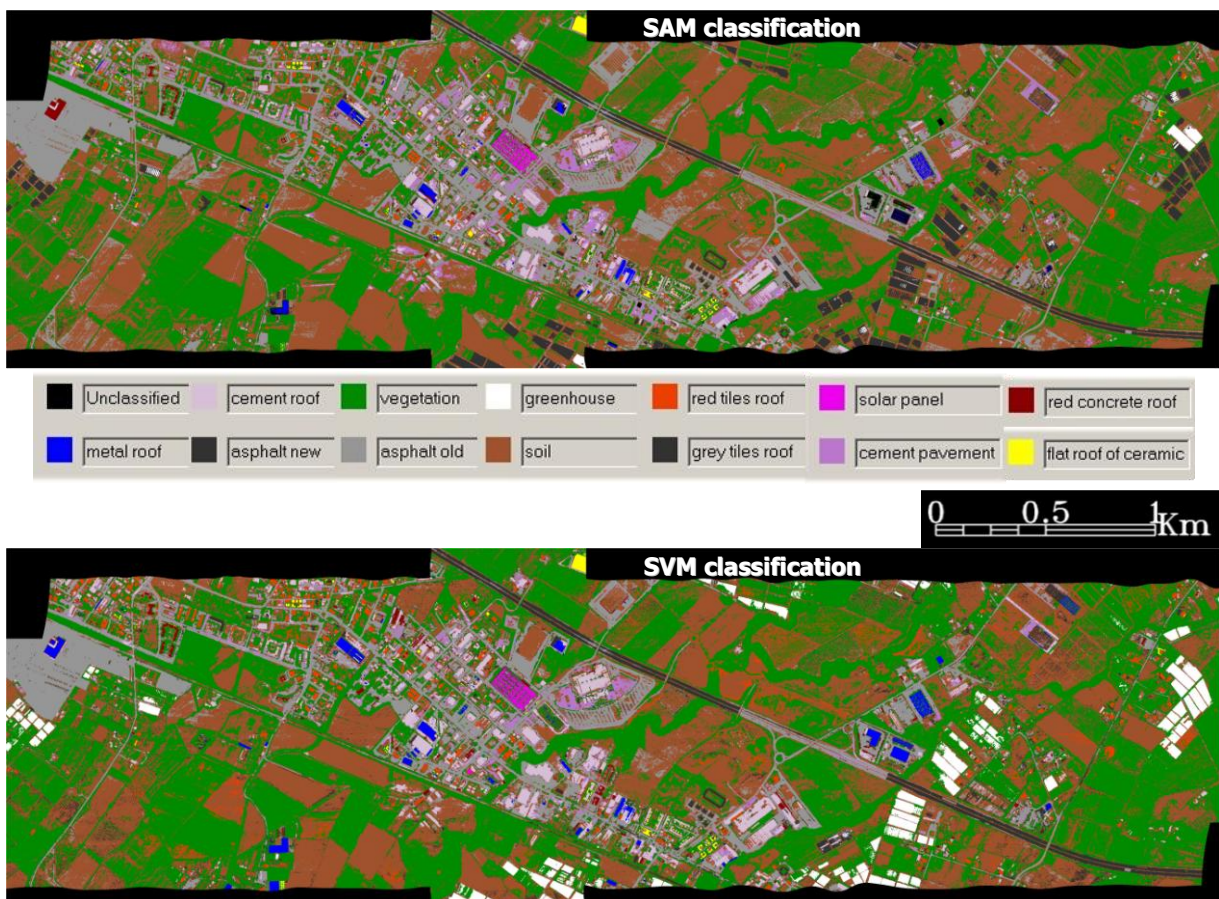 SAM classification
Unclassified cement roof vegetation greenhouse red tiles roof solar panel red concrete roof
metal roof asphalt new asphalt old soil grey tiles roof cement pavement flat roof of ceramic
0 0.5 1 Km
SVM classification